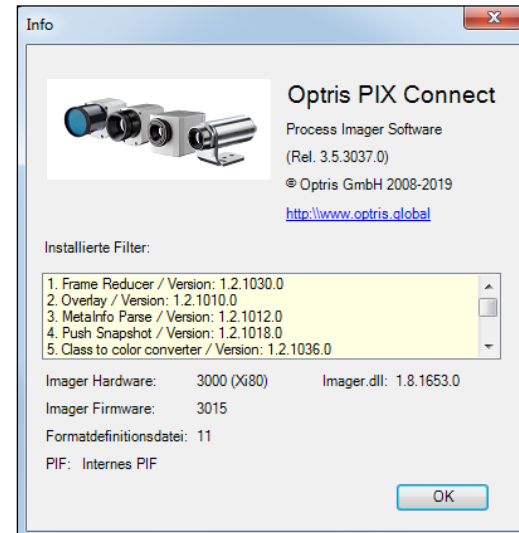 Info
Optris PIX Connect
Process Imager Software
(Rel. 3.5.3037.0)
© Optris GmbH 2008-2019
http:\\www.optris.global
Installierte Filter:
1. Frame Reducer / Version: 1.2.1030.0
2. Overlay / Version: 1.2.1010.0
3. MetaInfo Parse / Version: 1.2.1012.0
4. Push Snapshot / Version: 1.2.1018.0
5. Class to color converter / Version: 1.2.1036.0
Imager Hardware: 3000 (Xi80) Imager.dll: 1.8.1653.0
Imager Firmware: 3015
Formatdefinitionsdatei: 11
PIF: Internes PIF
OK